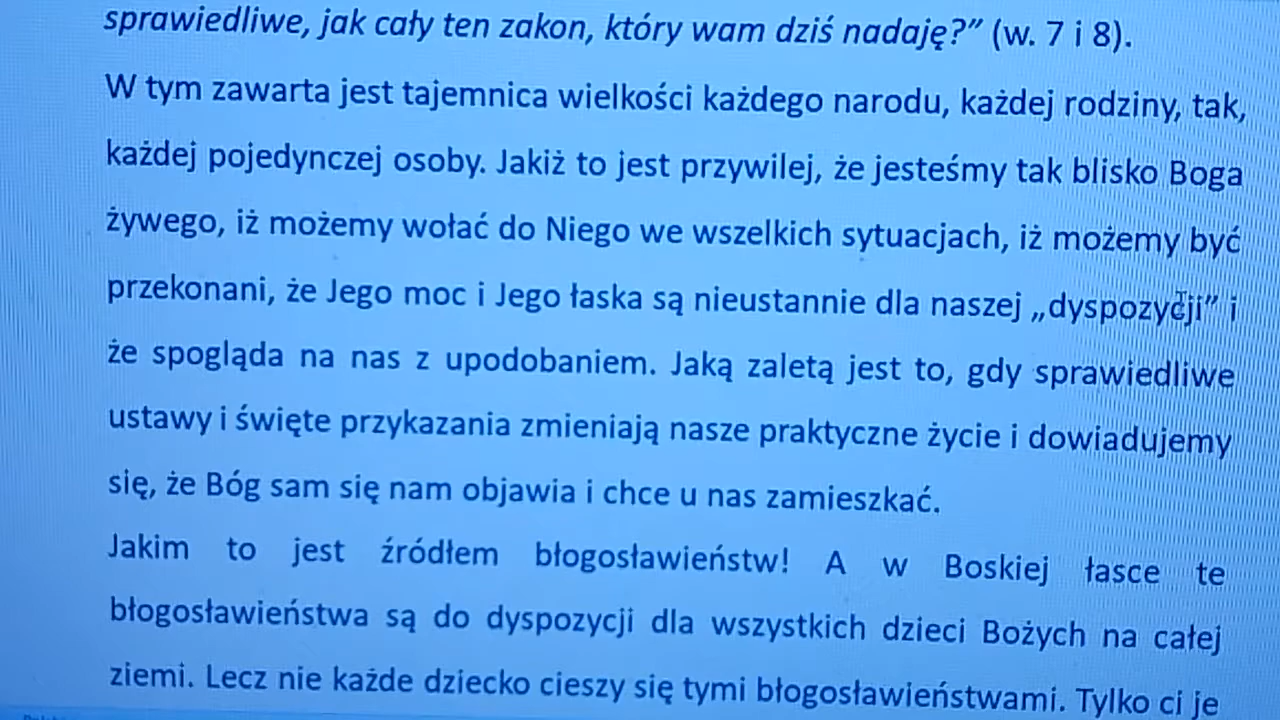 sprawiedliwe, jak cały ten zakon, który wam dziś nadaję?” (w. 7 i 8).
W tym zawarta jest tajemnica wielkości każdego narodu, każdej rodziny, tak,
każdej pojedynczej osoby. Jakiż to jest przywilej, że jesteśmy tak blisko Boga
żywego, iż możemy wołać do Niego we wszelkich sytuacjach, iż możemy być
przekonani, że Jego moc i Jego łaska są nieustannie dla naszej „dyspozycji” i
że spogląda na nas z upodobaniem. Jaką zaletą jest to, gdy sprawiedliwe
ustawy i święte przykazania zmieniają nasze praktyczne życie i dowiadujemy
się, że Bóg sam się nam objawia i chce u nas zamieszkać.
Jakim to jest źródłem błogosławieństw! A w Boskiej łasce te
błogosławieństwa są do dyspozycji dla wszystkich dzieci Bożych na całej
ziemi. Lecz nie każde dziecko cieszy się tymi błogosławieństwami. Tylko ci je